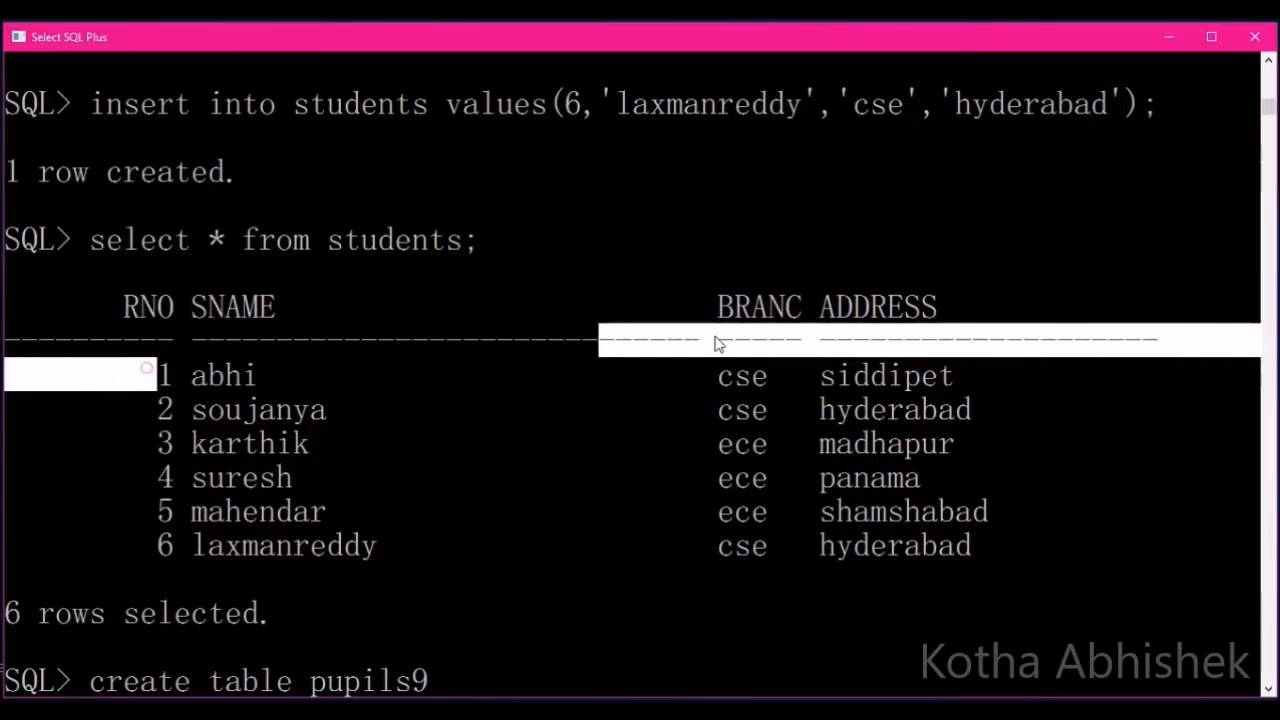 Select SQL Plus
SQL> insert into students values(6,'laxmanreddy','cse','hyderabad');
1 row created.
SQL> select * from students;
RNO SNAME BRANC ADDRESS
---------- ------------------------------ ----- --------------------
1 abhi cse siddipet
2 soujanya cse hyderabad
3 karthik ece madhapur
4 suresh ece panama
5 mahendar ece shamshabad
6 laxmanreddy cse hyderabad
6 rows selected.
SQL> create table pupils9
Kotha Abhishek